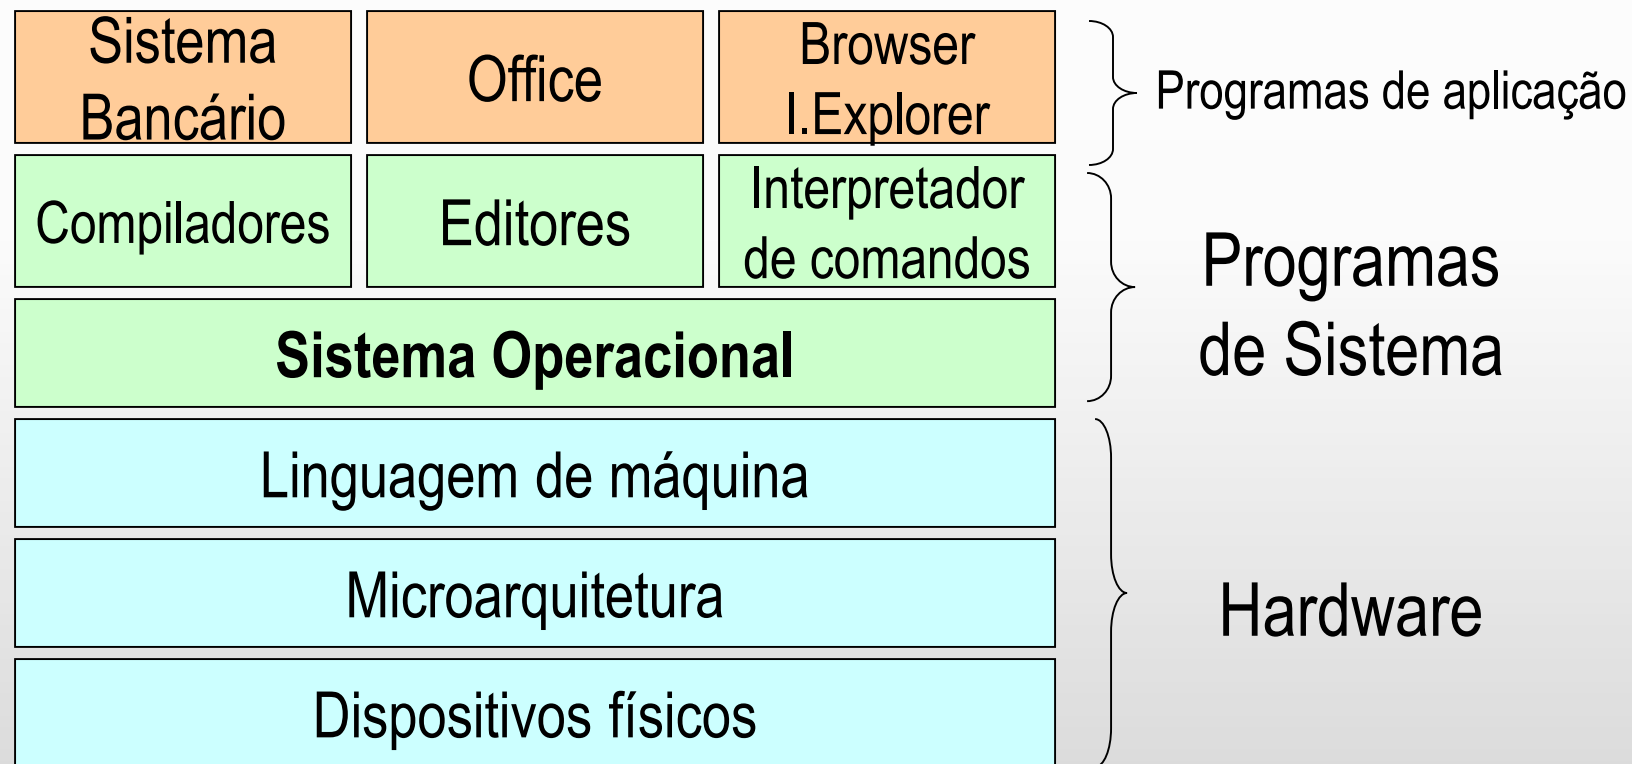 Sistema
Bancário
Office
Browser
I.Explorer
Programas de aplicação
Compiladores
Editores
Interpretador
de comandos
Sistema Operacional
Programas
de Sistema
Linguagem de máquina
Microarquitetura
Dispositivos físicos
Hardware